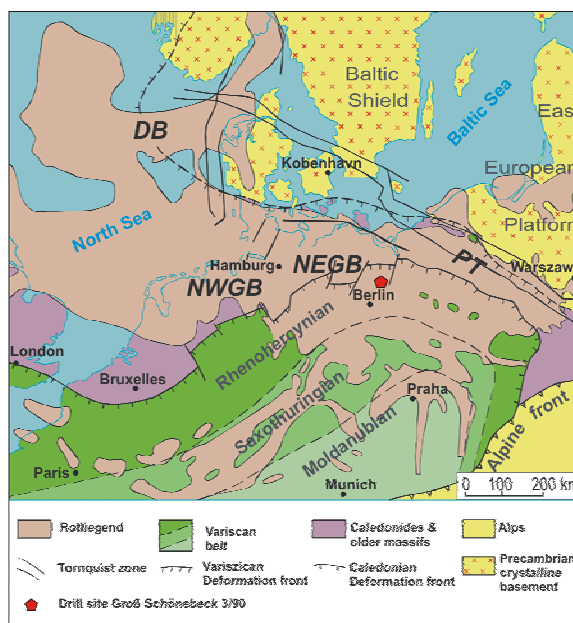 Baltic
Shield
Baltic Sea
East
European
Platform
DB
Kobenhavn
North Sea
Hamburg
NEGB
NWGB
PT
Warszaw
Berlin
London
Bruxelles
Rhenohercynian
Saxothuringian
Moldanubian
Praha
Alpine front
Paris
Munich
0 100 200 km
Rotliegend
Variscan
belt
Caledonides &
older massifs
Alps
Tornquist zone
Variszican
Deformation front
Caledonian
Deformation front
Precambrian
crystalline
basement
Drill site Groß Schönebeck 3/90